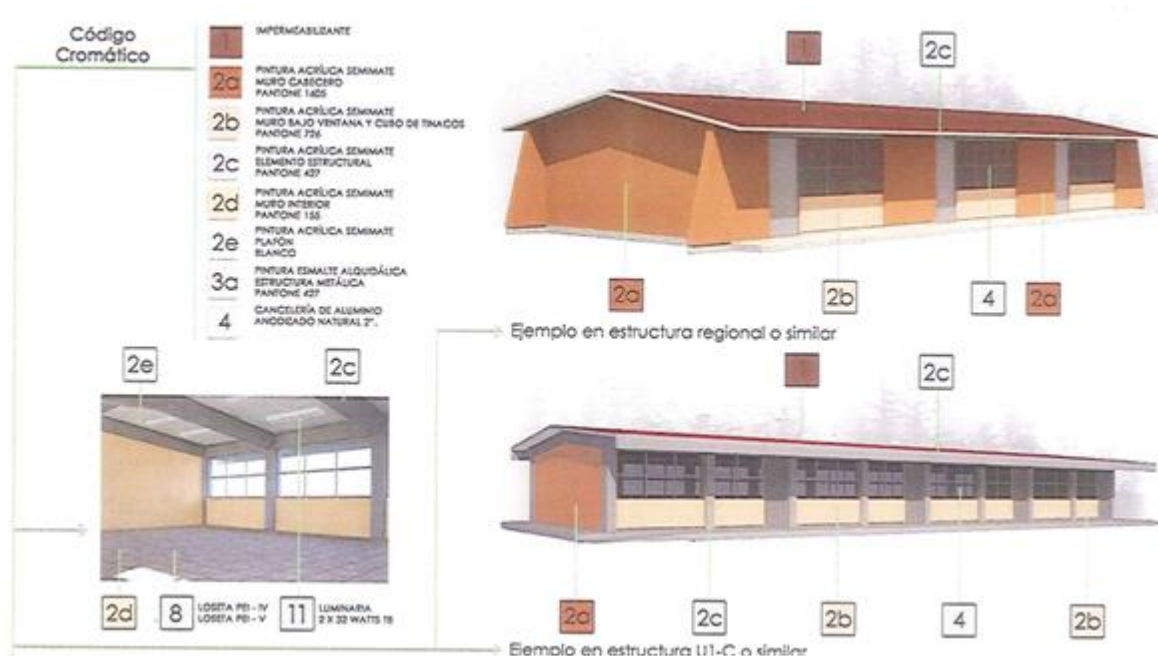 Código
Cromático
1 IMPERMEABILIZANTE
2a PINTURA ACRÍLICA SEMIMATE
MURO CABECERO
PANTONE 1605
2b PINTURA ACRÍLICA SEMIMATE
MURO BAJO VENTANA Y CUBO DE TINACOS
PANTONE 726
2c PINTURA ACRÍLICA SEMIMATE
ELEMENTO ESTRUCTURAL
PANTONE 427
2d PINTURA ACRÍLICA SEMIMATE
MURO INTERIOR
PANTONE 155
2e PINTURA ACRÍLICA SEMIMATE
PLAFÓN
BLANCO
3a PINTURA ESMALTE ALQUIDÁLICA
ESTRUCTURA METÁLICA
PANTONE 427
4 CANCELERÍA DE ALUMINIO
ANODIZADO NATURAL 2".
1 2c
2a 2b 4 2a
Ejemplo en estructura regional o similar
2e 2c
2d 8 LOSETA PEI - IV
LOSETA PEI - V
11 LUMINARIA
2 X 32 WATTS T8
1 2c
2a 2c 2b 4 2b
Ejemplo en estructura U1-C o similar